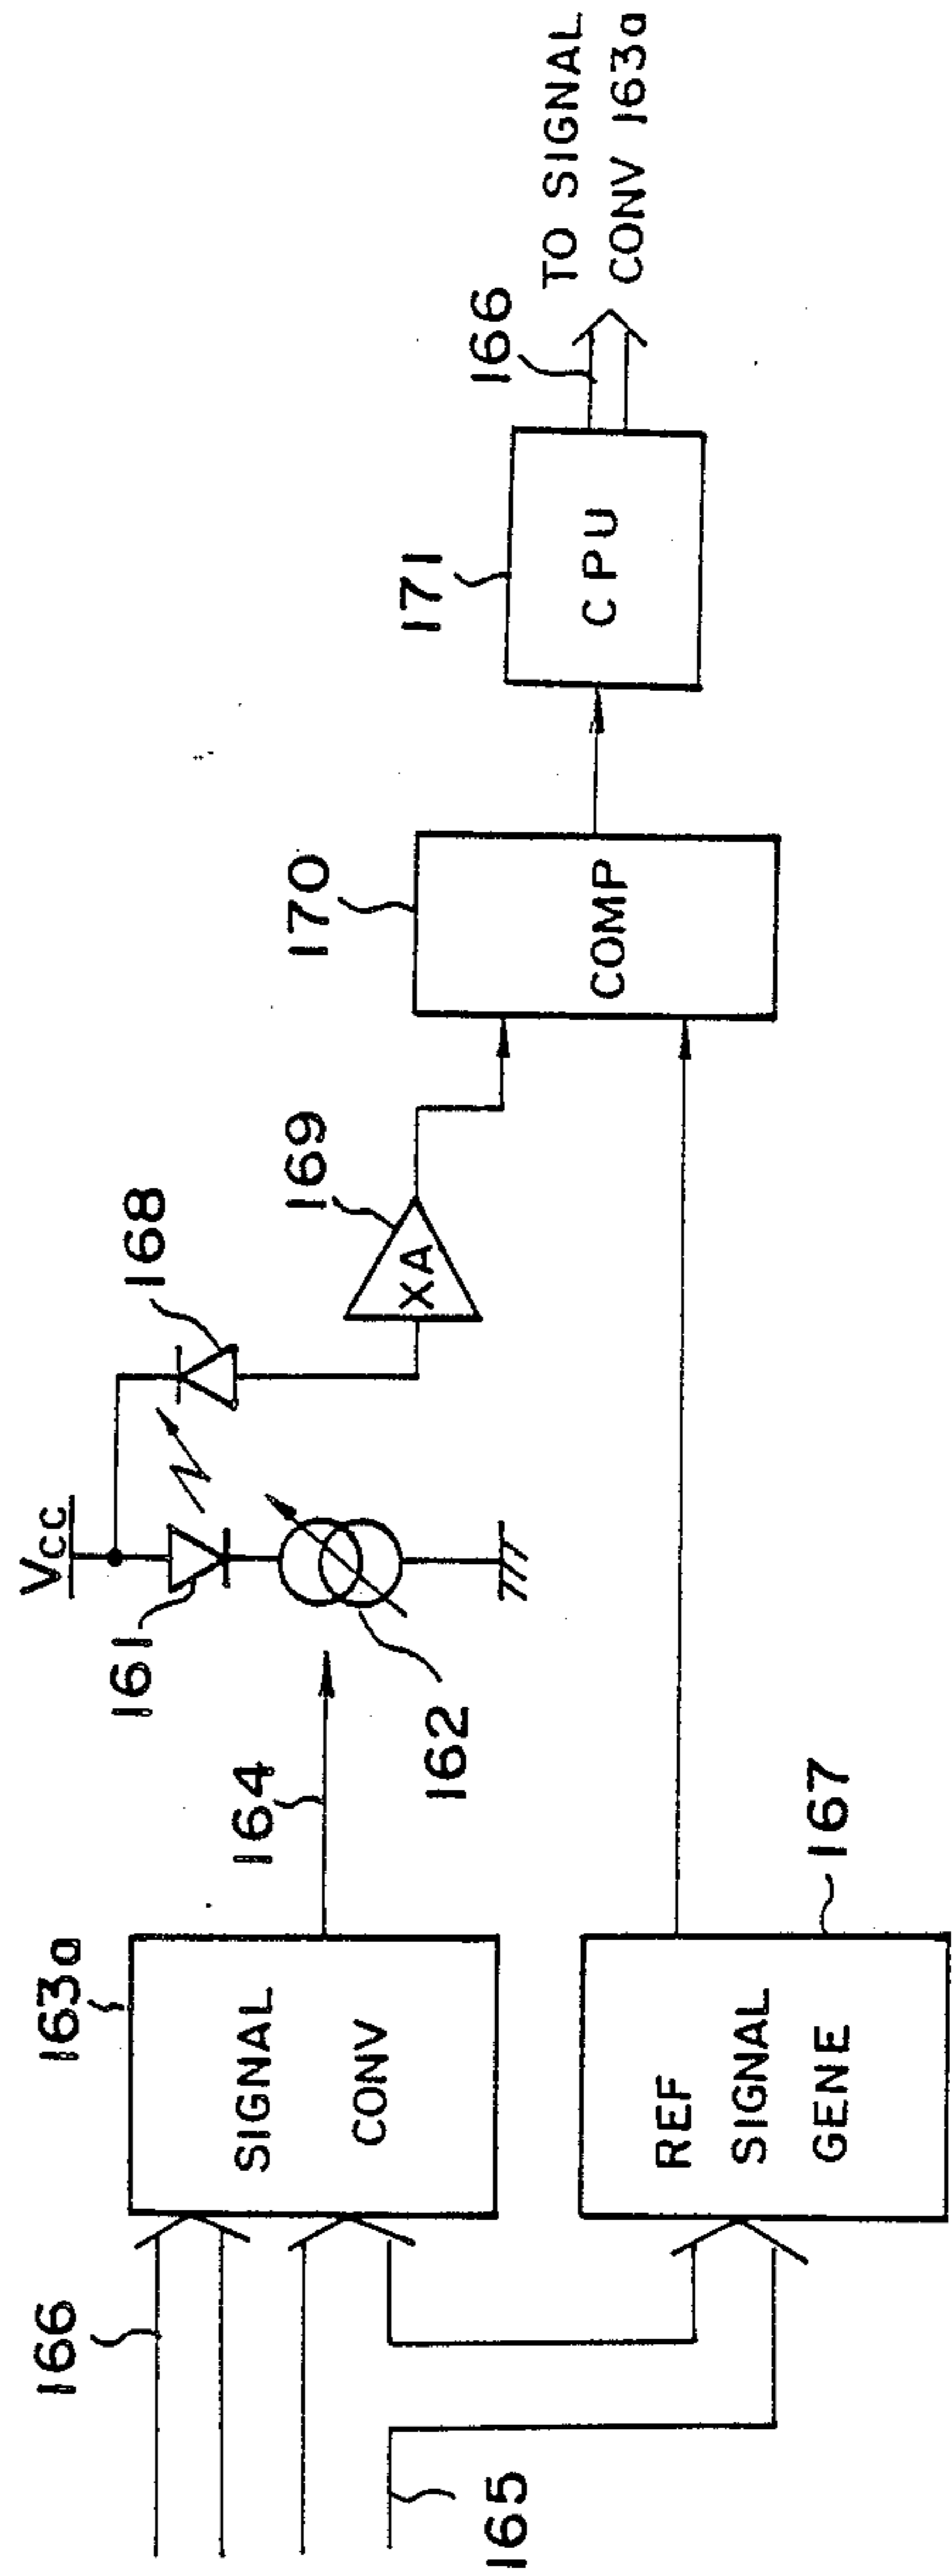 166
165
163a
SIGNAL
CONV
REF
SIGNAL
GENE
167
164
162
Vcc
161
168
169
XA
170
COMP
171
CPU
166
TO SIGNAL
CONV 163a